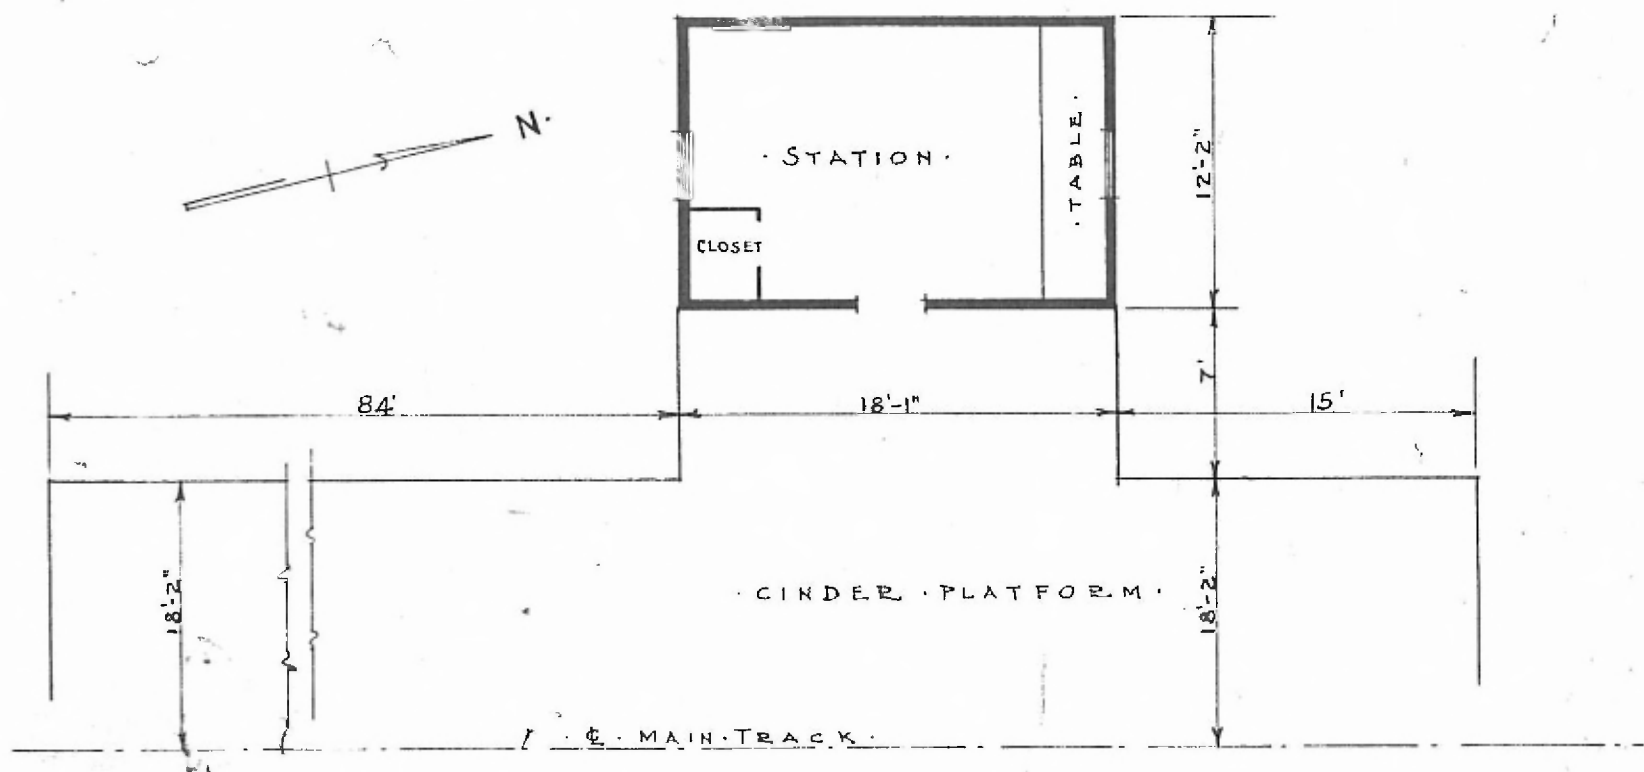 N.
· STATION ·
· TABLE ·
12'-2"
CLOSET
7'
84'
18'-1"
15'
18'-2"
· CINDER · PLATFORM ·
18'-2"
· ℄ · MAIN · TRACK ·